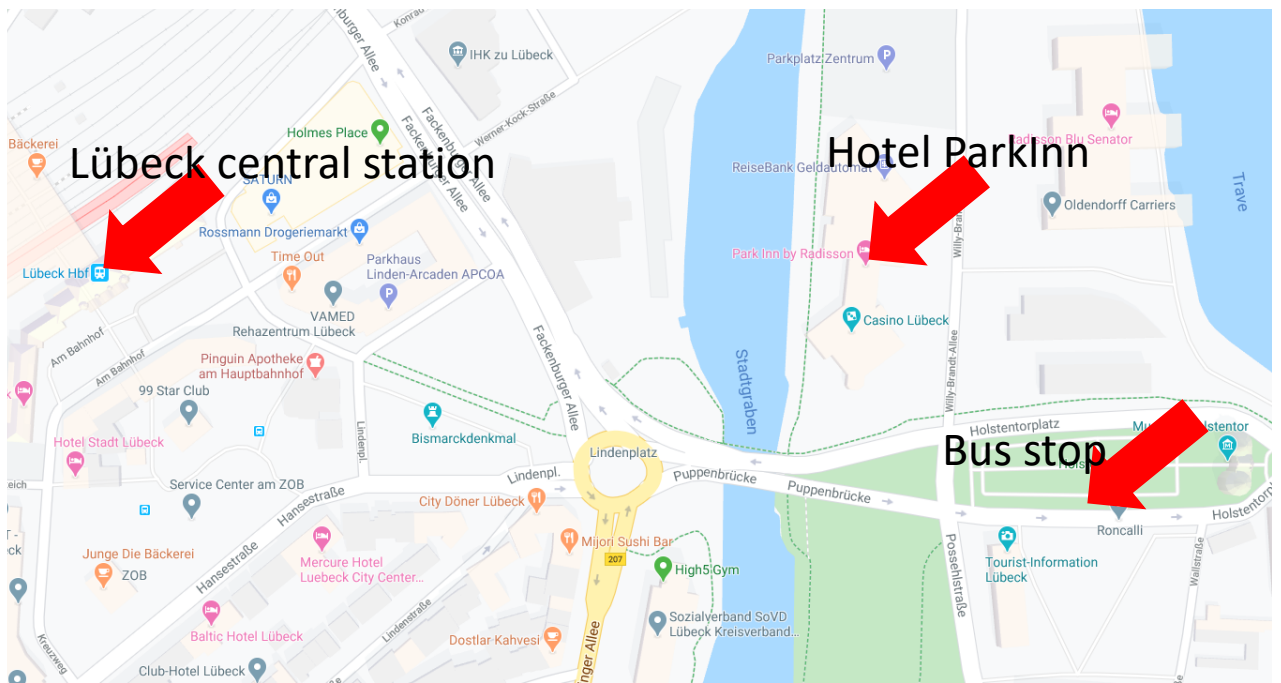 Fackenburger Allee
IHK zu Lübeck
Parkplatz Zentrum
Bäckerei
Holmes Place
Werner-Kock-Straße
Fackenburger Allee
Fackenburger Allee
Lübeck central station
Hotel ParkInn
Radisson Blu Senator
ReiseBank Geldautomat
SATURN
Oldendorff Carriers
Trave
Rossmann Drogeriemarkt
Time Out
Parkhaus
Linden-Arcaden APCOA
Park Inn by Radisson
Lübeck Hbf
VAMED
Rehazentrum Lübeck
Casino Lübeck
Am Bahnhof
Am Bahnhof
Pinguin Apotheke
am Hauptbahnhof
Fackenburger Allee
Stadtgraben
Willy-Brandt-Allee
99 Star Club
Bismarckdenkmal
Lindenpl.
Holstentorplatz
Hotel Stadt Lübeck
Lindenplatz
Bus stop
Lindenpl.
Puppenbrücke
Puppenbrücke
Service Center am ZOB
Hansestraße
City Döner Lübeck
Holstentorplatz
Roncalli
Junge Die Bäckerei
ZOB
Mijori Sushi Bar
207
Mercure Hotel
Luebeck City Center...
High5 Gym
Possehlstraße
Tourist-Information
Lübeck
Wallstraße
Hansestraße
Lindenstraße
Sozialverband SoVD
Lübeck Kreisverband...
Baltic Hotel Lübeck
Dostlar Kahvesi
Kreuzweg
Club-Hotel Lübeck